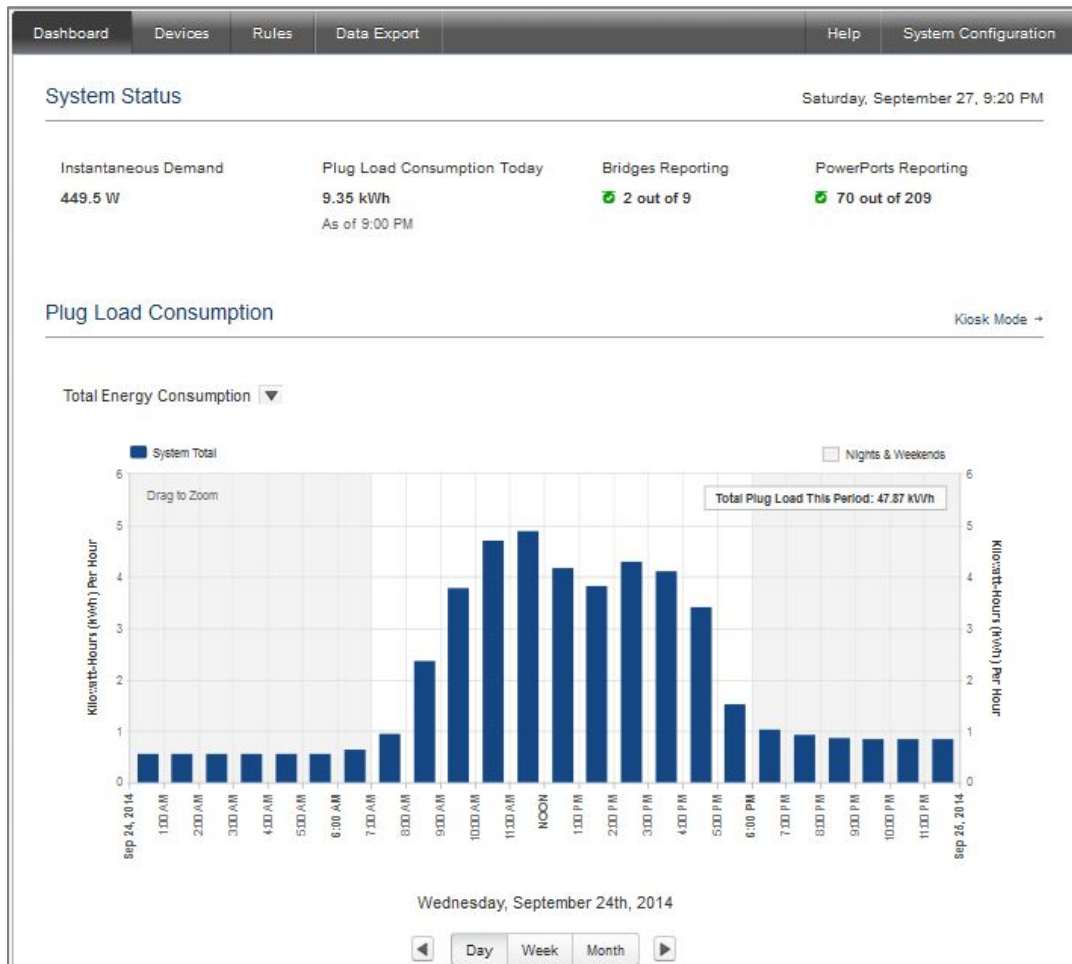 Dashboard Devices Rules Data Export Help System Configuration
System Status Saturday, September 27, 9:20 PM
Instantaneous Demand Plug Load Consumption Today Bridges Reporting PowerPorts Reporting
449.5 W 9.35 kWh 2 out of 9 70 out of 209
As of 9:00 PM
Plug Load Consumption Kiosk Mode →
Total Energy Consumption ▼
System Total Nights & Weekends
Drag to Zoom Total Plug Load This Period: 47.87 kWh
Kilowatt-Hours (kWh) Per Hour
6
5
4
3
2
1
0
6
5
4
3
2
1
0
Kilowatt-Hours (kWh) Per Hour
Sep 24, 2014
1:00 AM
2:00 AM
3:00 AM
4:00 AM
5:00 AM
6:00 AM
7:00 AM
8:00 AM
9:00 AM
10:00 AM
11:00 AM
NOON
1:00 PM
2:00 PM
3:00 PM
4:00 PM
5:00 PM
6:00 PM
7:00 PM
8:00 PM
9:00 PM
10:00 PM
11:00 PM
Sep 25, 2014
Wednesday, September 24th, 2014
Day Week Month